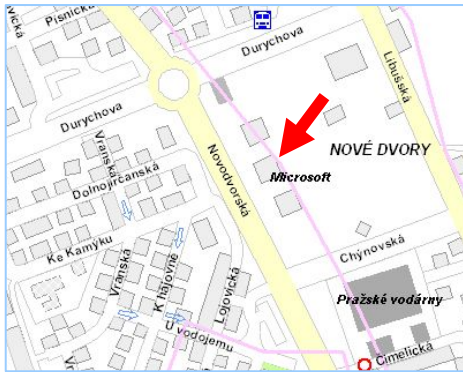 Písnická
Durychova
Libušská
Durychova
Vranská
NOVÉ DVORY
Dolnojirčanská
Microsoft
Novodvorská
Ke Kamýku
Chýnovská
Vranská
K hájovně
Lojovická
Pražské vodárny
U vodojemu
Cimelická